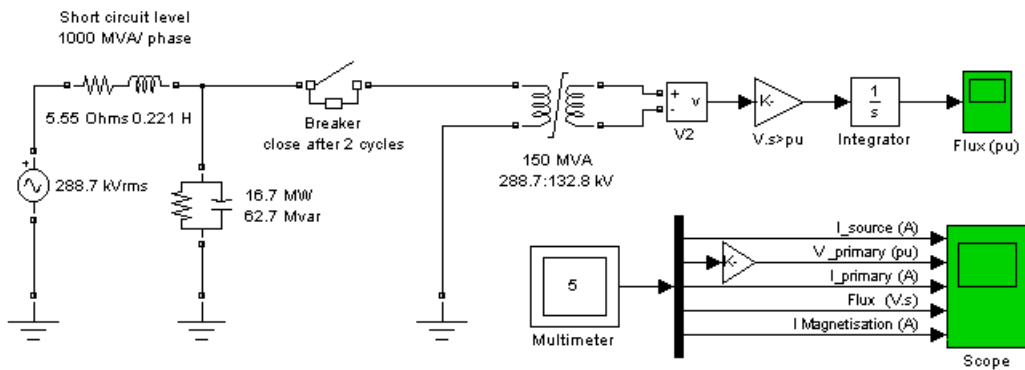 Short circuit level
1000 MVA/ phase
5.55 Ohms 0.221 H
Breaker
close after 2 cycles
+
288.7 kVrms
16.7 MW
62.7 Mvar
150 MVA
288.7:132.8 kV
+
-
v
V2
K-
V.s>pu
1
s
Integrator
Flux (pu)
5
Multimeter
K-
I_source (A)
V_primary (pu)
I_primary (A)
Flux (V.s)
I Magnetisation (A)
Scope